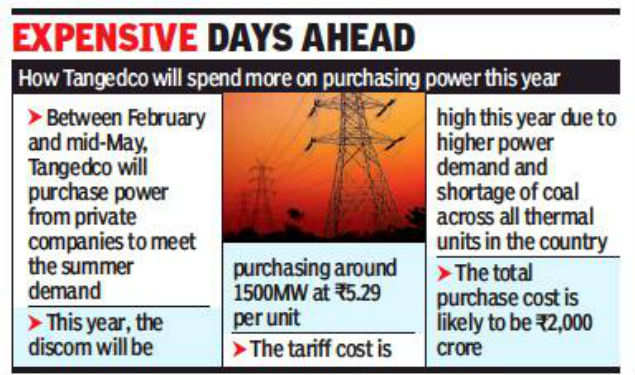 EXPENSIVE DAYS AHEAD
How Tangedco will spend more on purchasing power this year
➤ Between February
and mid-May,
Tangedco will
purchase power
from private
companies to meet
the summer
demand
➤ This year, the
discom will be
purchasing around
1500MW at ₹5.29
per unit
➤ The tariff cost is
high this year due to
higher power
demand and
shortage of coal
across all thermal
units in the country
➤ The total
purchase cost is
likely to be ₹2,000
crore